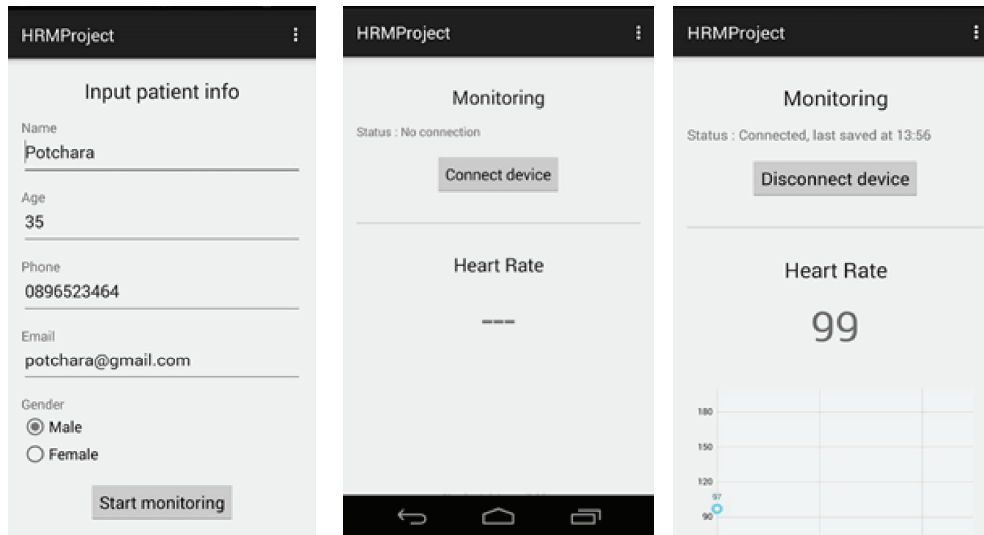 HRMProject
Input patient info
Name
Potchara
Age
35
Phone
0896523464
Email
potchara@gmail.com
Gender
Male
Female
Start monitoring
HRMProject
Monitoring
Status : No connection
Connect device
Heart Rate
---
HRMProject
Monitoring
Status : Connected, last saved at 13:56
Disconnect device
Heart Rate
99
180
150
120
97
90